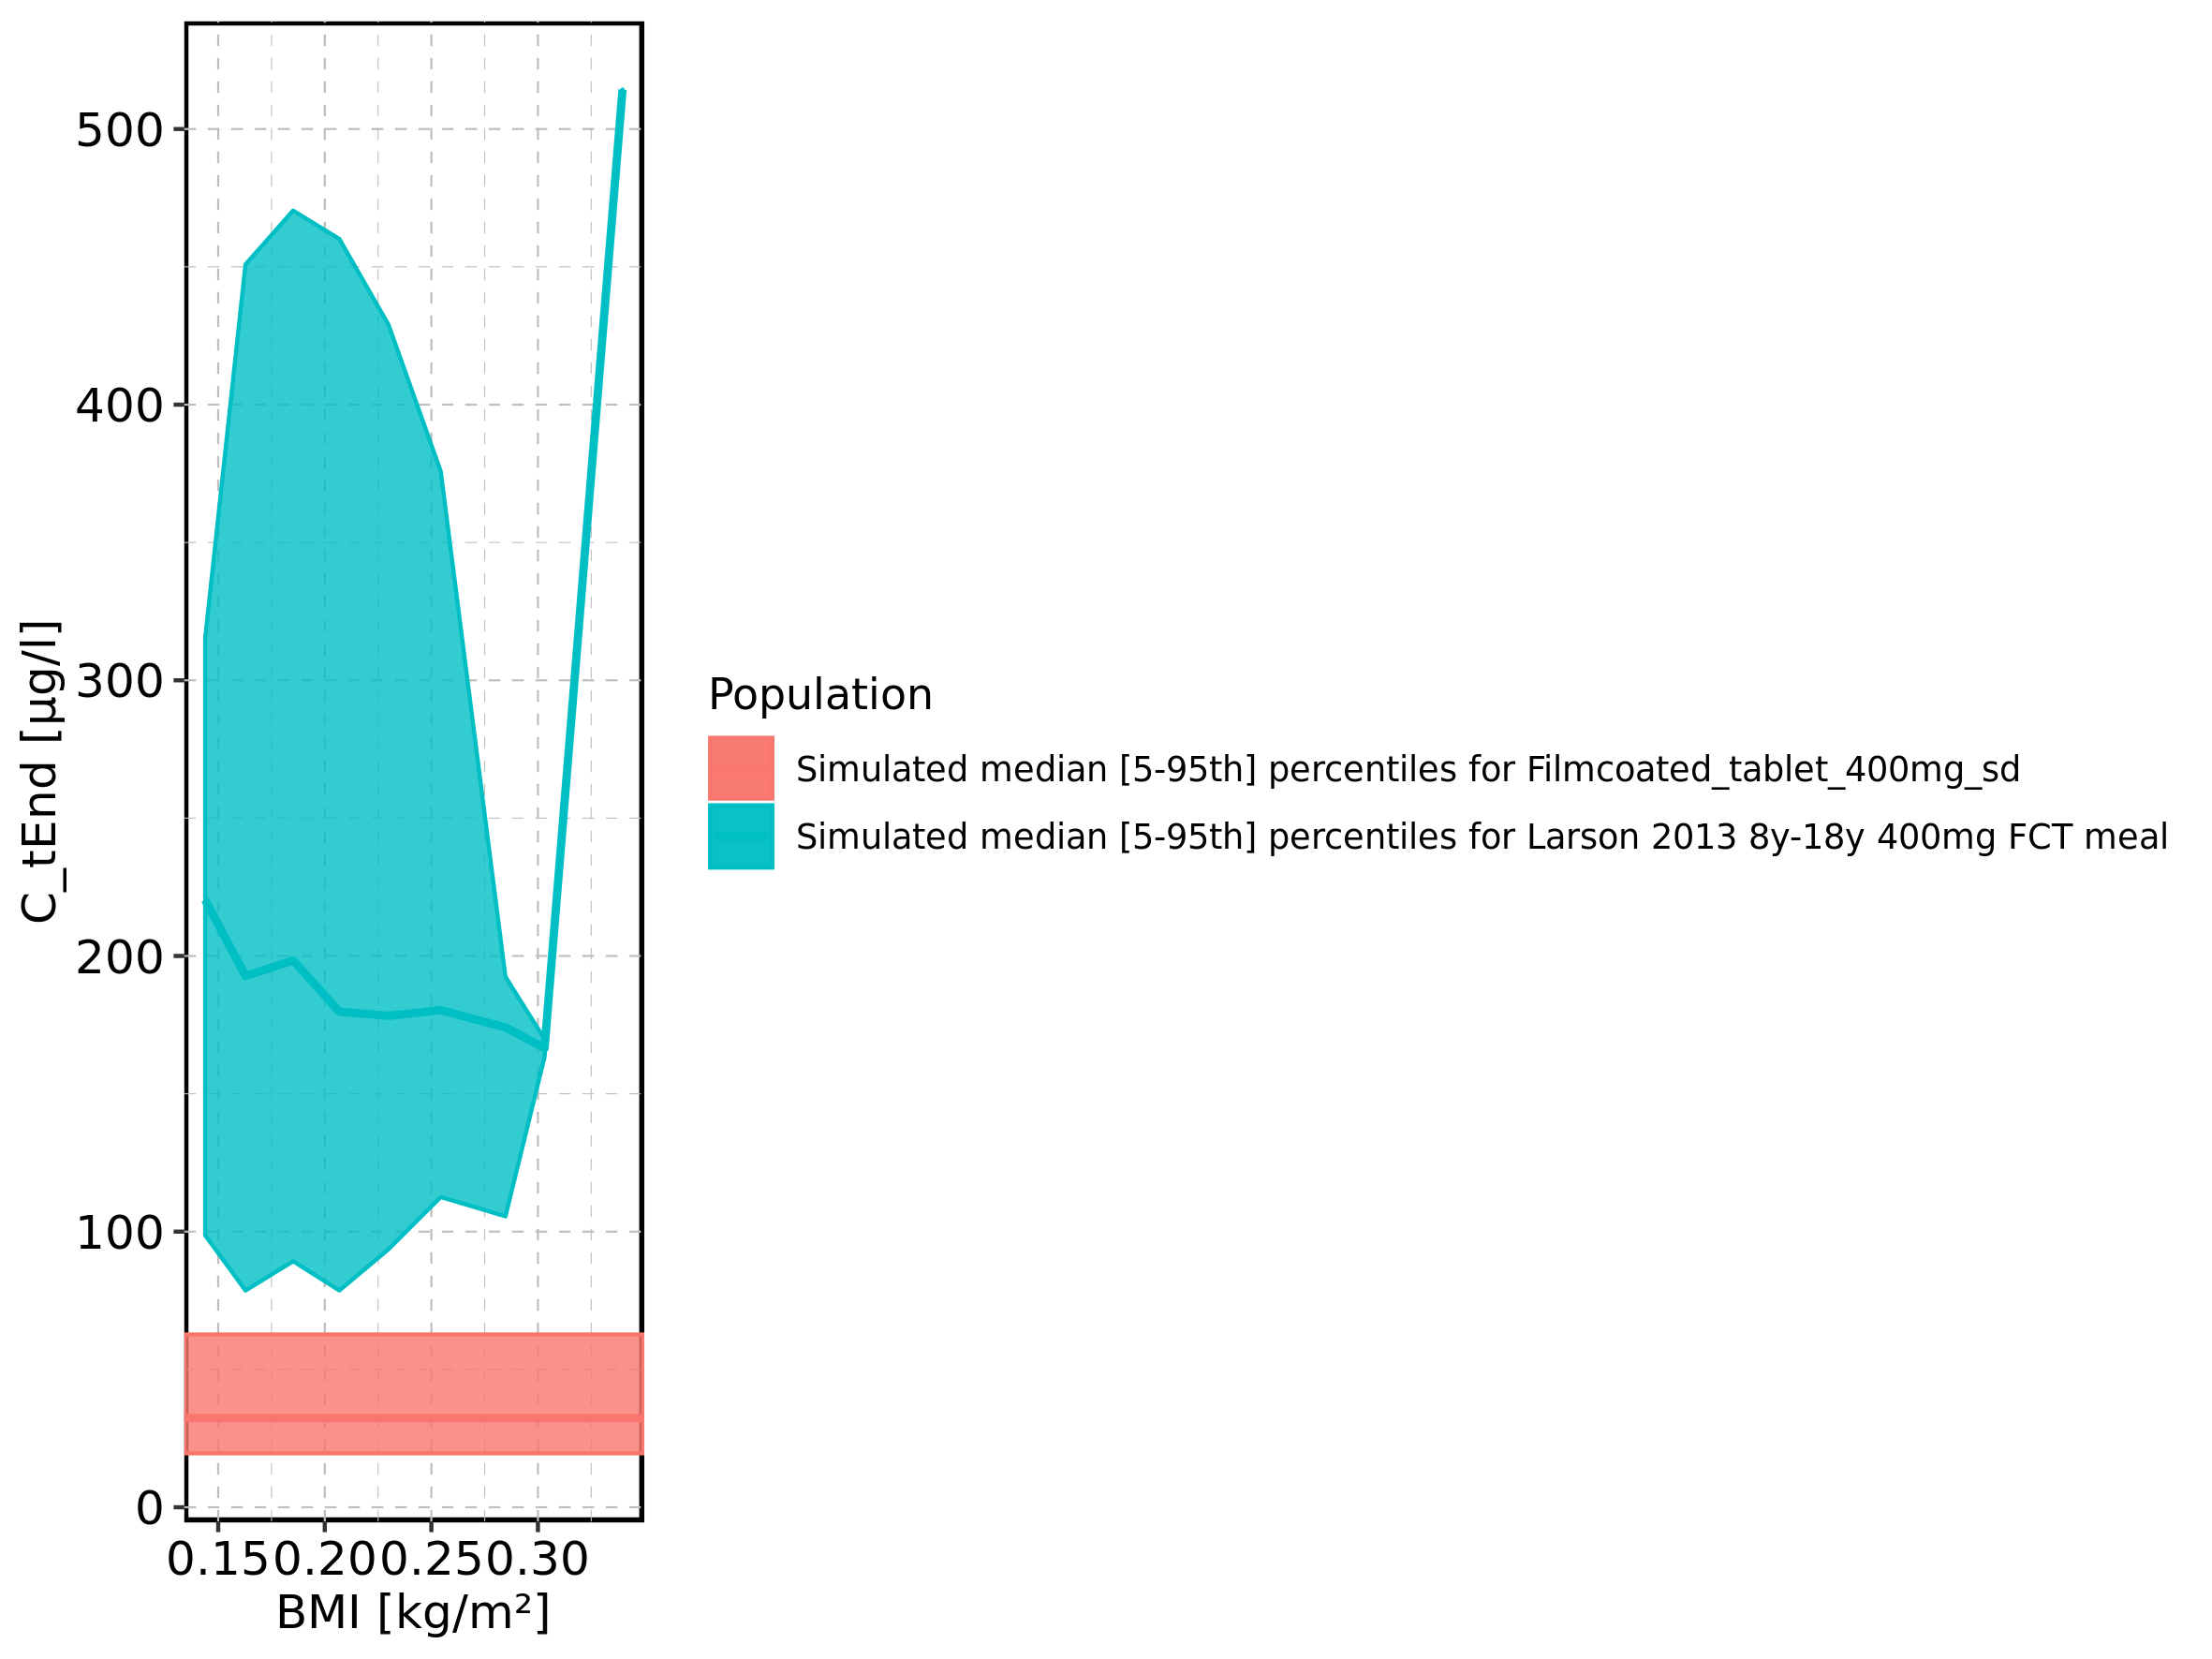 500
400
300
200
100
0
C_tEnd [µg/l]
0.15 0.20 0.25 0.30
BMI [kg/m²]
Population
Simulated median [5-95th] percentiles for Filmcoated_tablet_400mg_sd
Simulated median [5-95th] percentiles for Larson 2013 8y-18y 400mg FCT meal